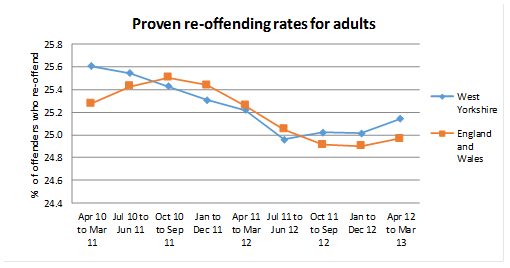 Proven re-offending rates for adults
% of offenders who re-offend
25.8
25.6
25.4
25.2
25.0
24.8
24.6
24.4
Apr 10 to Mar 11
Jul 10 to Jun 11
Oct 10 to Sep 11
Jan to Dec 11
Apr 11 to Mar 12
Jul 11 to Jun 12
Oct 11 to Sep 12
Jan to Dec 12
Apr 12 to Mar 13
West
Yorkshire
England
and
Wales